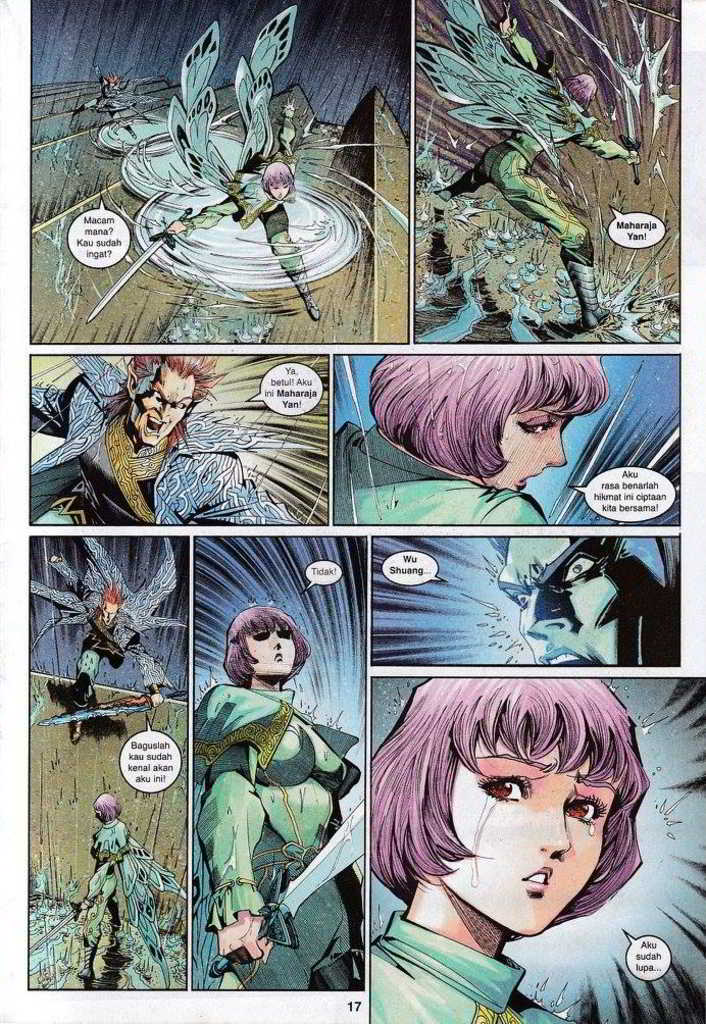 Macam
mana?
Kau sudah
ingat?
Maharaja
Yan!
Ya,
betul! Aku
ini Maharaja
Yan!
Aku
rasa benarlah
hikmat ini ciptaan
kita bersama!
Baguslah
kau sudah
kenal akan
aku ini!
Tidak!
Wu
Shuang...
Aku
sudah
lupa...
17